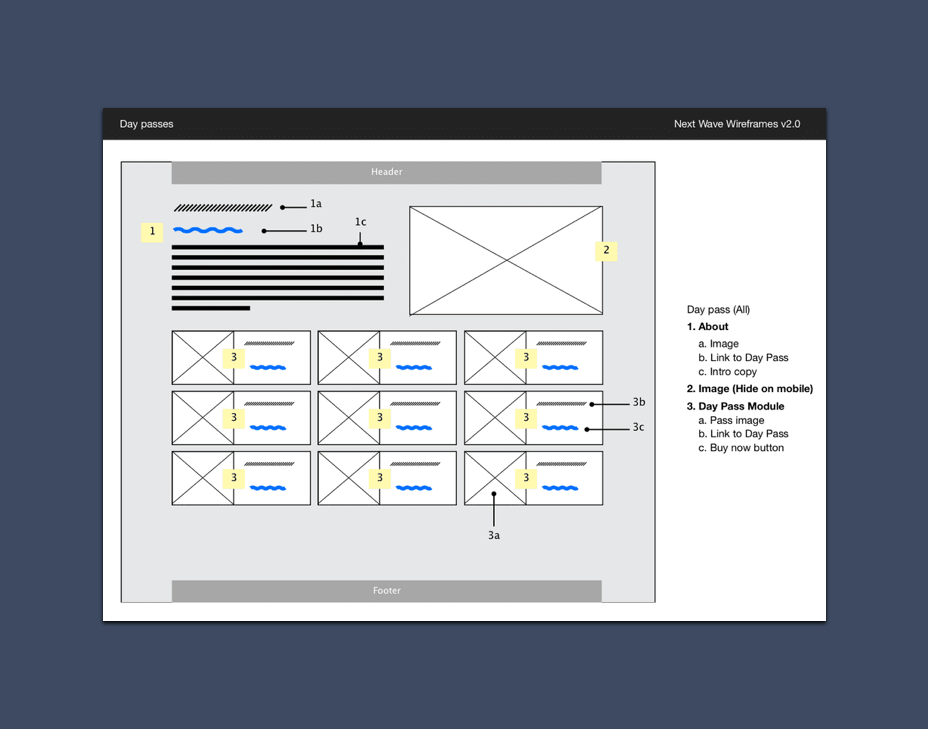 Day passes
Next Wave Wireframes v2.0
Header
1a
1
1b
1c
2
3
3
3
3
3
3
3b
3c
3
3
3
3a
Footer
Day pass (All)
1. About
a. Image
b. Link to Day Pass
c. Intro copy
2. Image (Hide on mobile)
3. Day Pass Module
a. Pass image
b. Link to Day Pass
c. Buy now button